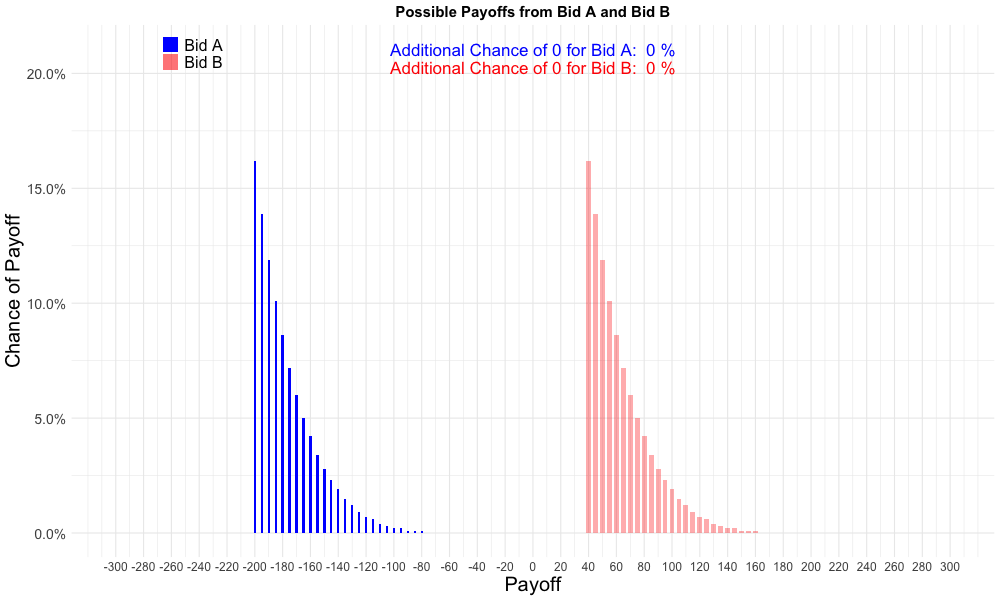 Possible Payoffs from Bid A and Bid B
Bid A
Bid B
Additional Chance of 0 for Bid A:  0 %
Additional Chance of 0 for Bid B:  0 %
Chance of Payoff
20.0%
15.0%
10.0%
5.0%
0.0%
-300 -280 -260 -240 -220 -200 -180 -160 -140 -120 -100 -80 -60 -40 -20 0 20 40 60 80 100 120 140 160 180 200 220 240 260 280 300
Payoff